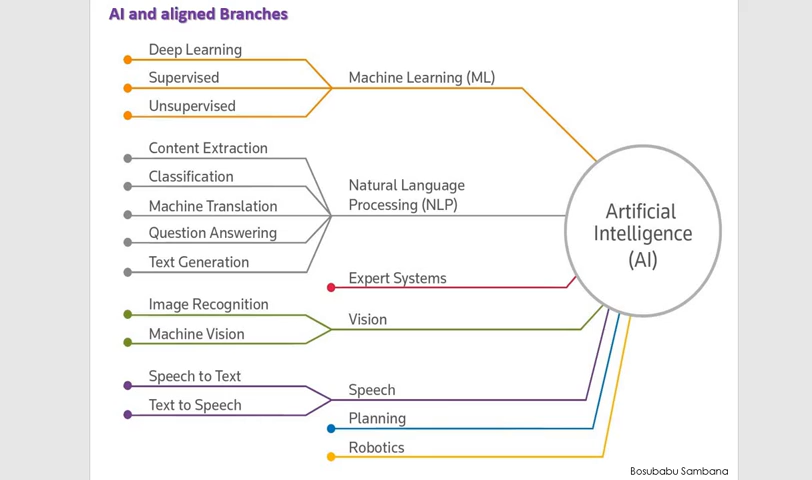 AI and aligned Branches
Deep Learning
Supervised
Unsupervised
Machine Learning (ML)
Content Extraction
Classification
Machine Translation
Question Answering
Text Generation
Natural Language
Processing (NLP)
Expert Systems
Image Recognition
Machine Vision
Vision
Speech to Text
Text to Speech
Speech
Planning
Robotics
Artificial
Intelligence
(AI)
Bosubabu Sambana